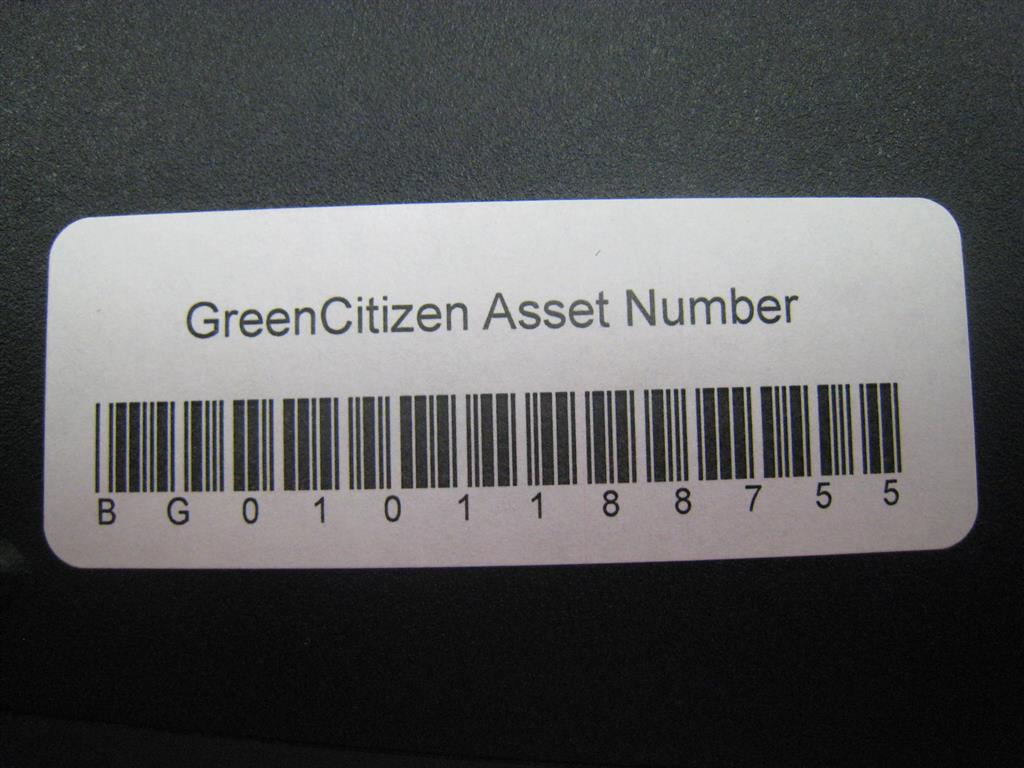 GreenCitizen Asset Number
B G 0 1 0 1 1 8 8 7 5 5